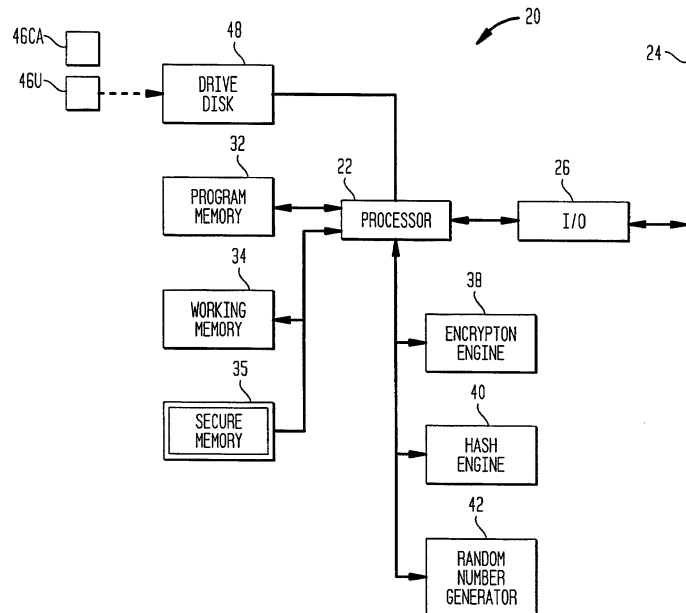 46CA
48
20
24
46U
DRIVE
DISK
32
22
26
PROGRAM
MEMORY
PROCESSOR
I/O
34
38
WORKING
MEMORY
ENCRYPTON
ENGINE
35
40
SECURE
MEMORY
HASH
ENGINE
42
RANDOM
NUMBER
GENERATOR